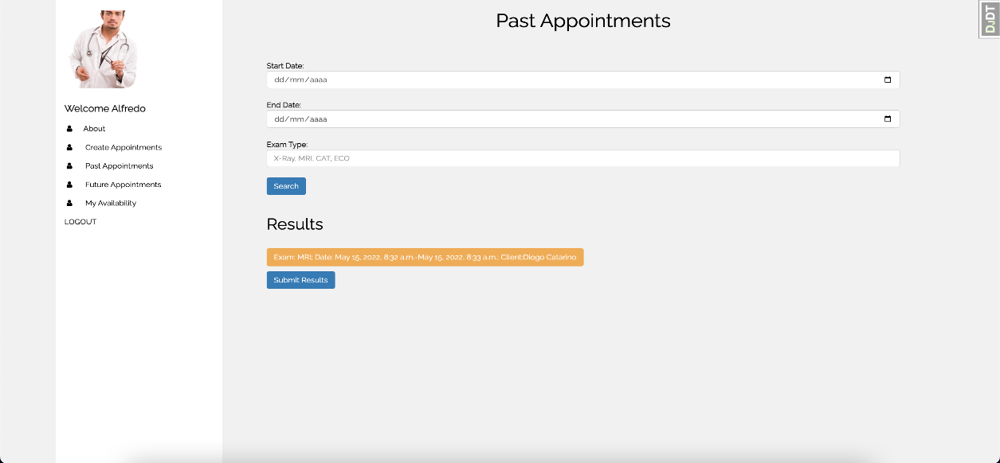 Past Appointments
DJDT
Start Date:
dd/mm/aaaa
End Date:
dd/mm/aaaa
Exam Type:
X-Ray, MRI, CAT, ECO
Search
Results
Exam: MRI; Date: May 15, 2022, 8:32 a.m.-May 15, 2022, 8:33 a.m.; Client:Diogo Catarino
Submit Results
Welcome Alfredo
About
Create Appointments
Past Appointments
Future Appointments
My Availability
LOGOUT